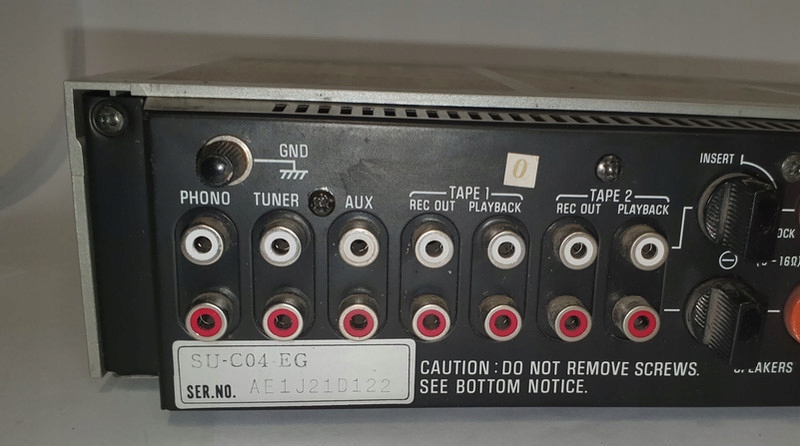 GND
INSERT
PHONO TUNER AUX
TAPE 1
REC OUT PLAYBACK
0
TAPE 2
REC OUT PLAYBACK
16Ω
SU-C04 EG
SER.NO. AE1J21D122
CAUTION : DO NOT REMOVE SCREWS.
SEE BOTTOM NOTICE.